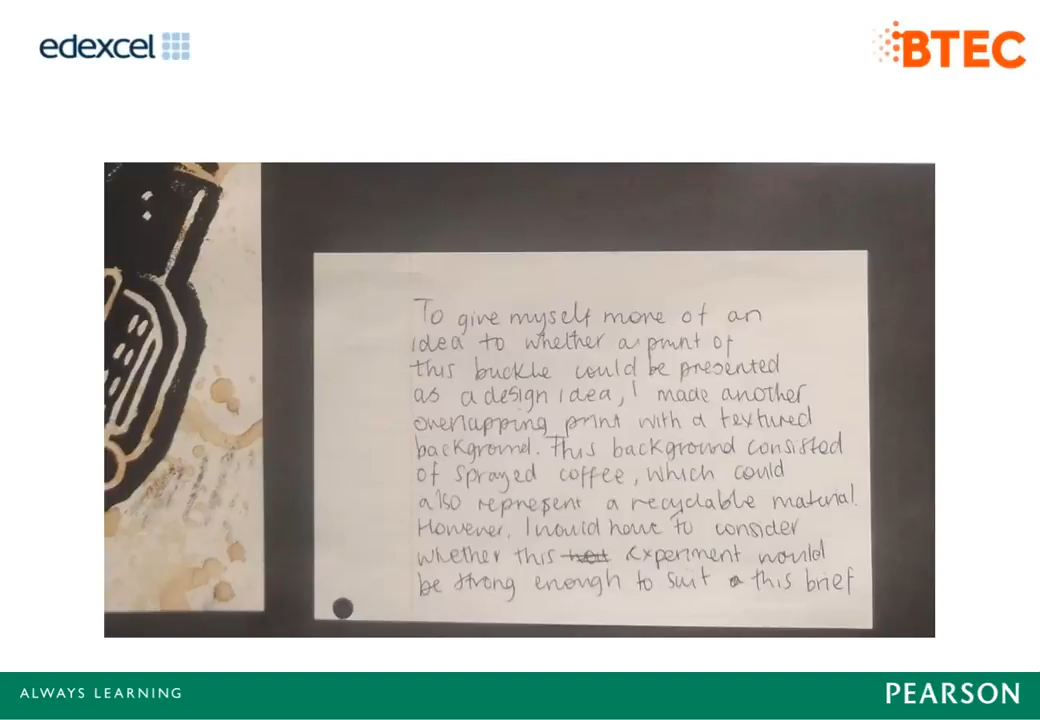 edexcel
BTEC
To give myself more of an
idea to whether a print of
this buckle could be presented
as a design idea, I made another
overlapping print with a textured
background. This background consisted
of sprayed coffee, which could
also represent a recyclable material.
However, I would have to consider
whether this experiment would
be strong enough to suit this brief
ALWAYS LEARNING
PEARSON